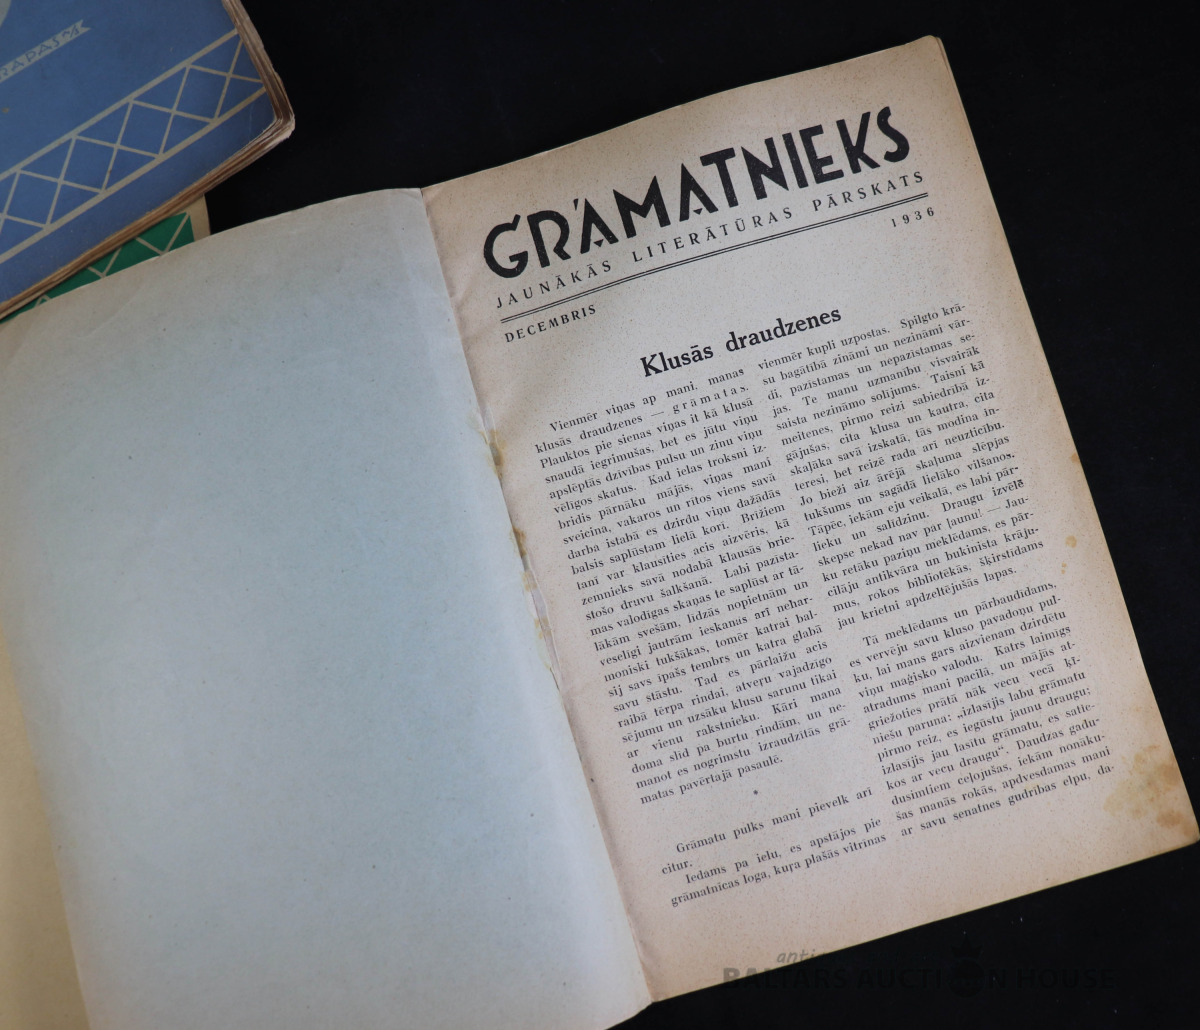 GRĀMATNIEKS
JAUNĀKĀS LITERĀTŪRAS PĀRSKATS
DECEMBRIS
1936
Klusās draudzenes
Vienmēr viņas ap mani, manas
klusās draudzenes — grāmatas.
Plauktos pie sienas viņas it kā klusā
snaudā iegrimušas, bet es jūtu viņu
apslēptās dzīvības pulsu un zinu viņu
vēlīgos skatus. Kad ielas troksni iz-
bridis pārnāku mājās, viņas mani
sveicina, vakaros un rītos viens savā
darba istabā es dzirdu viņu dažādās
balsis saplūstam lielā korī. Brīžiem
tanī var klausīties acis aizvēris, kā
zemnieks savā nodabā klausās brie-
stošo druvu šalkšanā. Labi pazīsta-
mas valodīgas skaņas te saplūst ar tā-
lākām svešām, līdzās nopietnām un
veselīgi jautrām ieskanas arī nehar-
moniski tukšākas, tomēr katrai bal-
sij savs īpašs tembrs un katra glabā
savu stāstu. Tad es pārlaižu acis
raibā tērpa rindai, atveŗu vajadzīgo
sējumu un uzsāku klusu sarunu tikai
ar vienu rakstnieku. Kāri mana
doma slīd pa burtu rindām, un ne-
manot es nogrimstu izraudzītās grā-
matas pavērtajā pasaulē.
*
Grāmatu pulks mani pievelk arī
citur.
Iedams pa ielu, es apstājos pie
grāmatnīcas loga, kuŗa plašās vitrīnas
vienmēr kupli uzpostas. Spilgto krā-
su bagātībā zināmi un nezināmi vār-
di, pazīstamas un nepazīstamas se-
jas. Te manu uzmanību visvairāk
saista nezināmo solījums. Taisni kā
meitenes, pirmo reizi sabiedrībā iz-
gājušas, cita klusa un kautra, cita
skaļāka savā izskatā, tās modina in-
teresi, bet reizē rada arī neuzticību.
Jo bieži aiz ārējā skaļuma slēpjas
tukšums un sagādā lielāko vilšanos.
Tāpēc, iekām eju veikalā, es labi pār-
lieku un salīdzinu. Draugu izvēlē
skepse nekad nav par ļaunu! — Jau-
ku retāku paziņu meklēdams, es pār-
cilāju antikvāra un bukinista krāju-
mus, rokos bibliotēkās, šķirstīdams
jau krietni apdzeltējušās lapas.
Tā meklēdams un pārbaudīdams,
es vervēju savu kluso pavadoņu pul-
ku, lai mans gars aizvienam dzirdētu
viņu maģisko valodu. Katrs laimīgs
atradums mani pacilā, un mājās at-
griežoties prātā nāk vecu vecā ķī-
niešu paruna: „izlasījis labu grāmatu
pirmo reiz, es iegūstu jaunu draugu;
izlasījis jau lasītu grāmatu, es satie-
kos ar vecu draugu“. Daudzas gadu-
dusimtiem ceļojušas, iekām nonāku-
šas manās rokās, apdvesdamas mani
ar savu senatnes gudrības elpu, da-
BALTARS AUCTION HOUSE